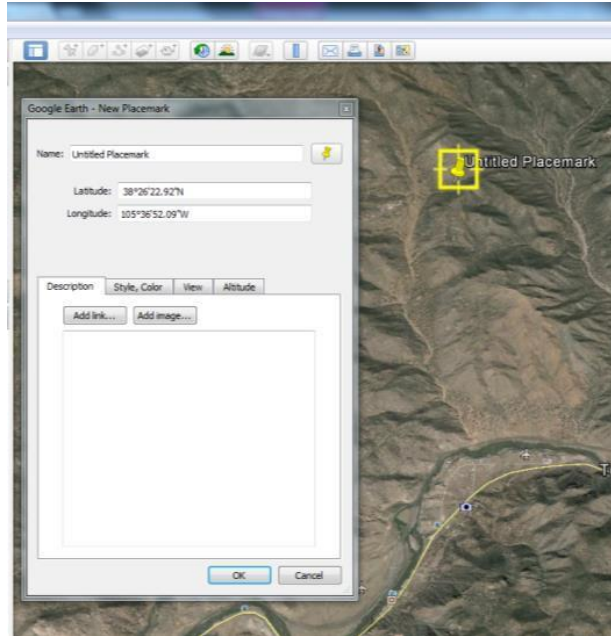 Google Earth - New Placemark
Name: Untitled Placemark
Untitled Placemark
Latitude: 38°26'22.92"N
Longitude: 105°36'52.09"W
Description Style, Color View Altitude
Add link... Add image...
OK Cancel